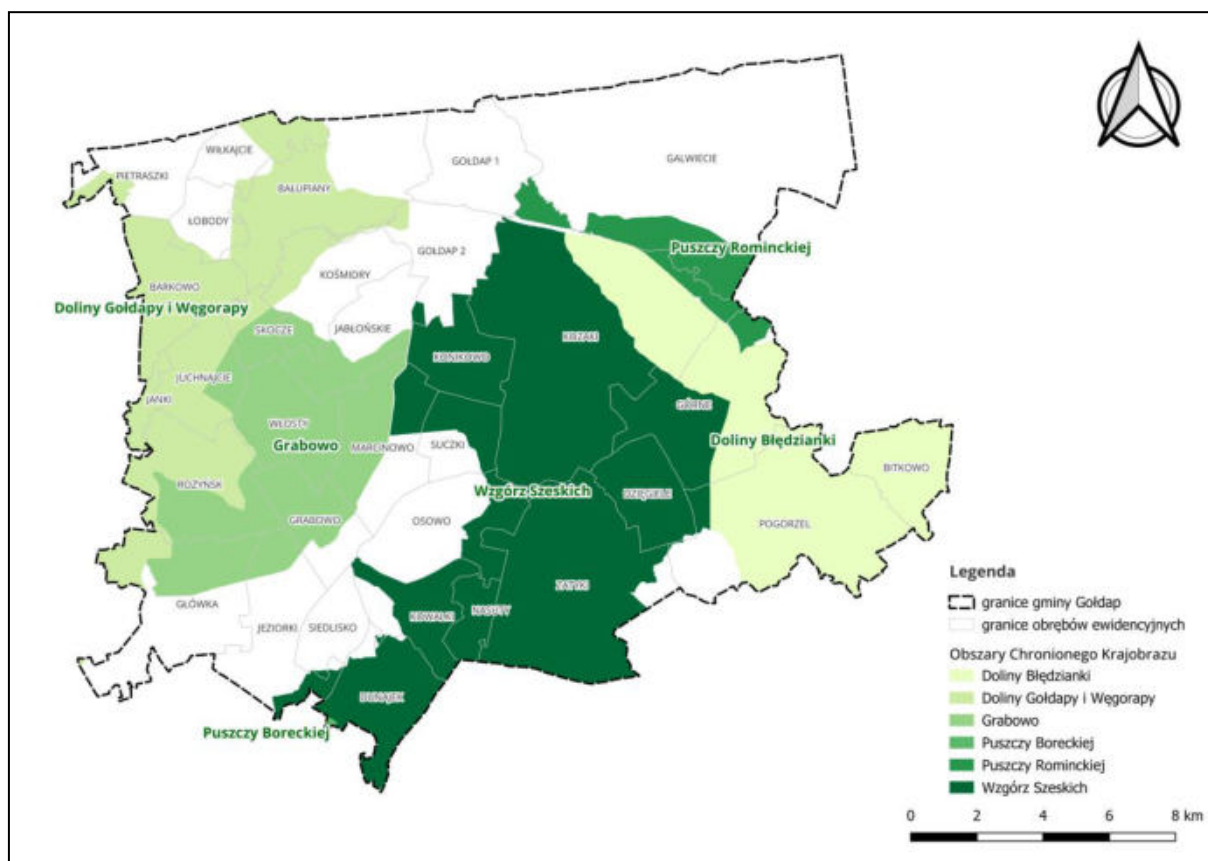 WIŁKAJCIE
GOŁDAP 1
GALWIECIE
PIETRASZKI
BAŁUPIANY
ŁOBODY
Puszczy Rominckiej
GOŁDAP 2
KOŚMIDRY
BARKOWO
Doliny Gołdapy i Węgorapy
SKOCZE
JABŁOŃSKIE
KOZAKI
KONIKOWO
JUCHNAJCIE
JANKI
GÓRNE
WŁOSTY
Grabowo
MARCINOWO
SUCZKI
Doliny Błędzianki
BITKOWO
ROŻYŃSK
Wzgórz Szeskich
DZIĘGIELE
GRABOWO
OSOWO
POGORZEL
ZATYKI
GŁÓWKA
JEZIORKI
SIEDLISKO
KOWALKI
NASUTY
DUNAJEK
Puszczy Boreckiej
Legenda
granice gminy Gołdap
granice obrębów ewidencyjnych
Obszary Chronionego Krajobrazu
Doliny Błędzianki
Doliny Gołdapy i Węgorapy
Grabowo
Puszczy Boreckiej
Puszczy Rominckiej
Wzgórz Szeskich
0 2 4 6 8 km